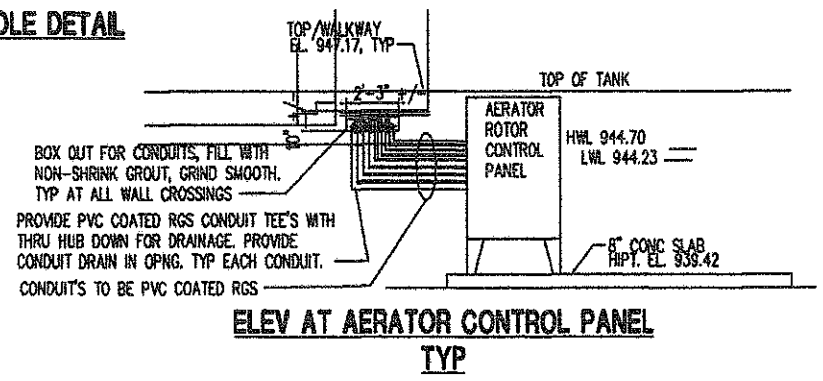 OLE DETAIL
TOP/WALKWAY
EL. 947.17, TYP
TOP OF TANK
2'-3" +/-
AERATOR
ROTOR
CONTROL
PANEL
HWL 944.70
LWL 944.23
BOX OUT FOR CONDUITS, FILL WITH
NON-SHRINK GROUT, GRIND SMOOTH.
TYP AT ALL WALL CROSSINGS
PROVIDE PVC COATED RGS CONDUIT TEE'S WITH
THRU HUB DOWN FOR DRAINAGE. PROVIDE
CONDUIT DRAIN IN OPNG. TYP EACH CONDUIT.
CONDUIT'S TO BE PVC COATED RGS
8" CONC SLAB
HIPT. EL. 939.42
ELEV AT AERATOR CONTROL PANEL
TYP